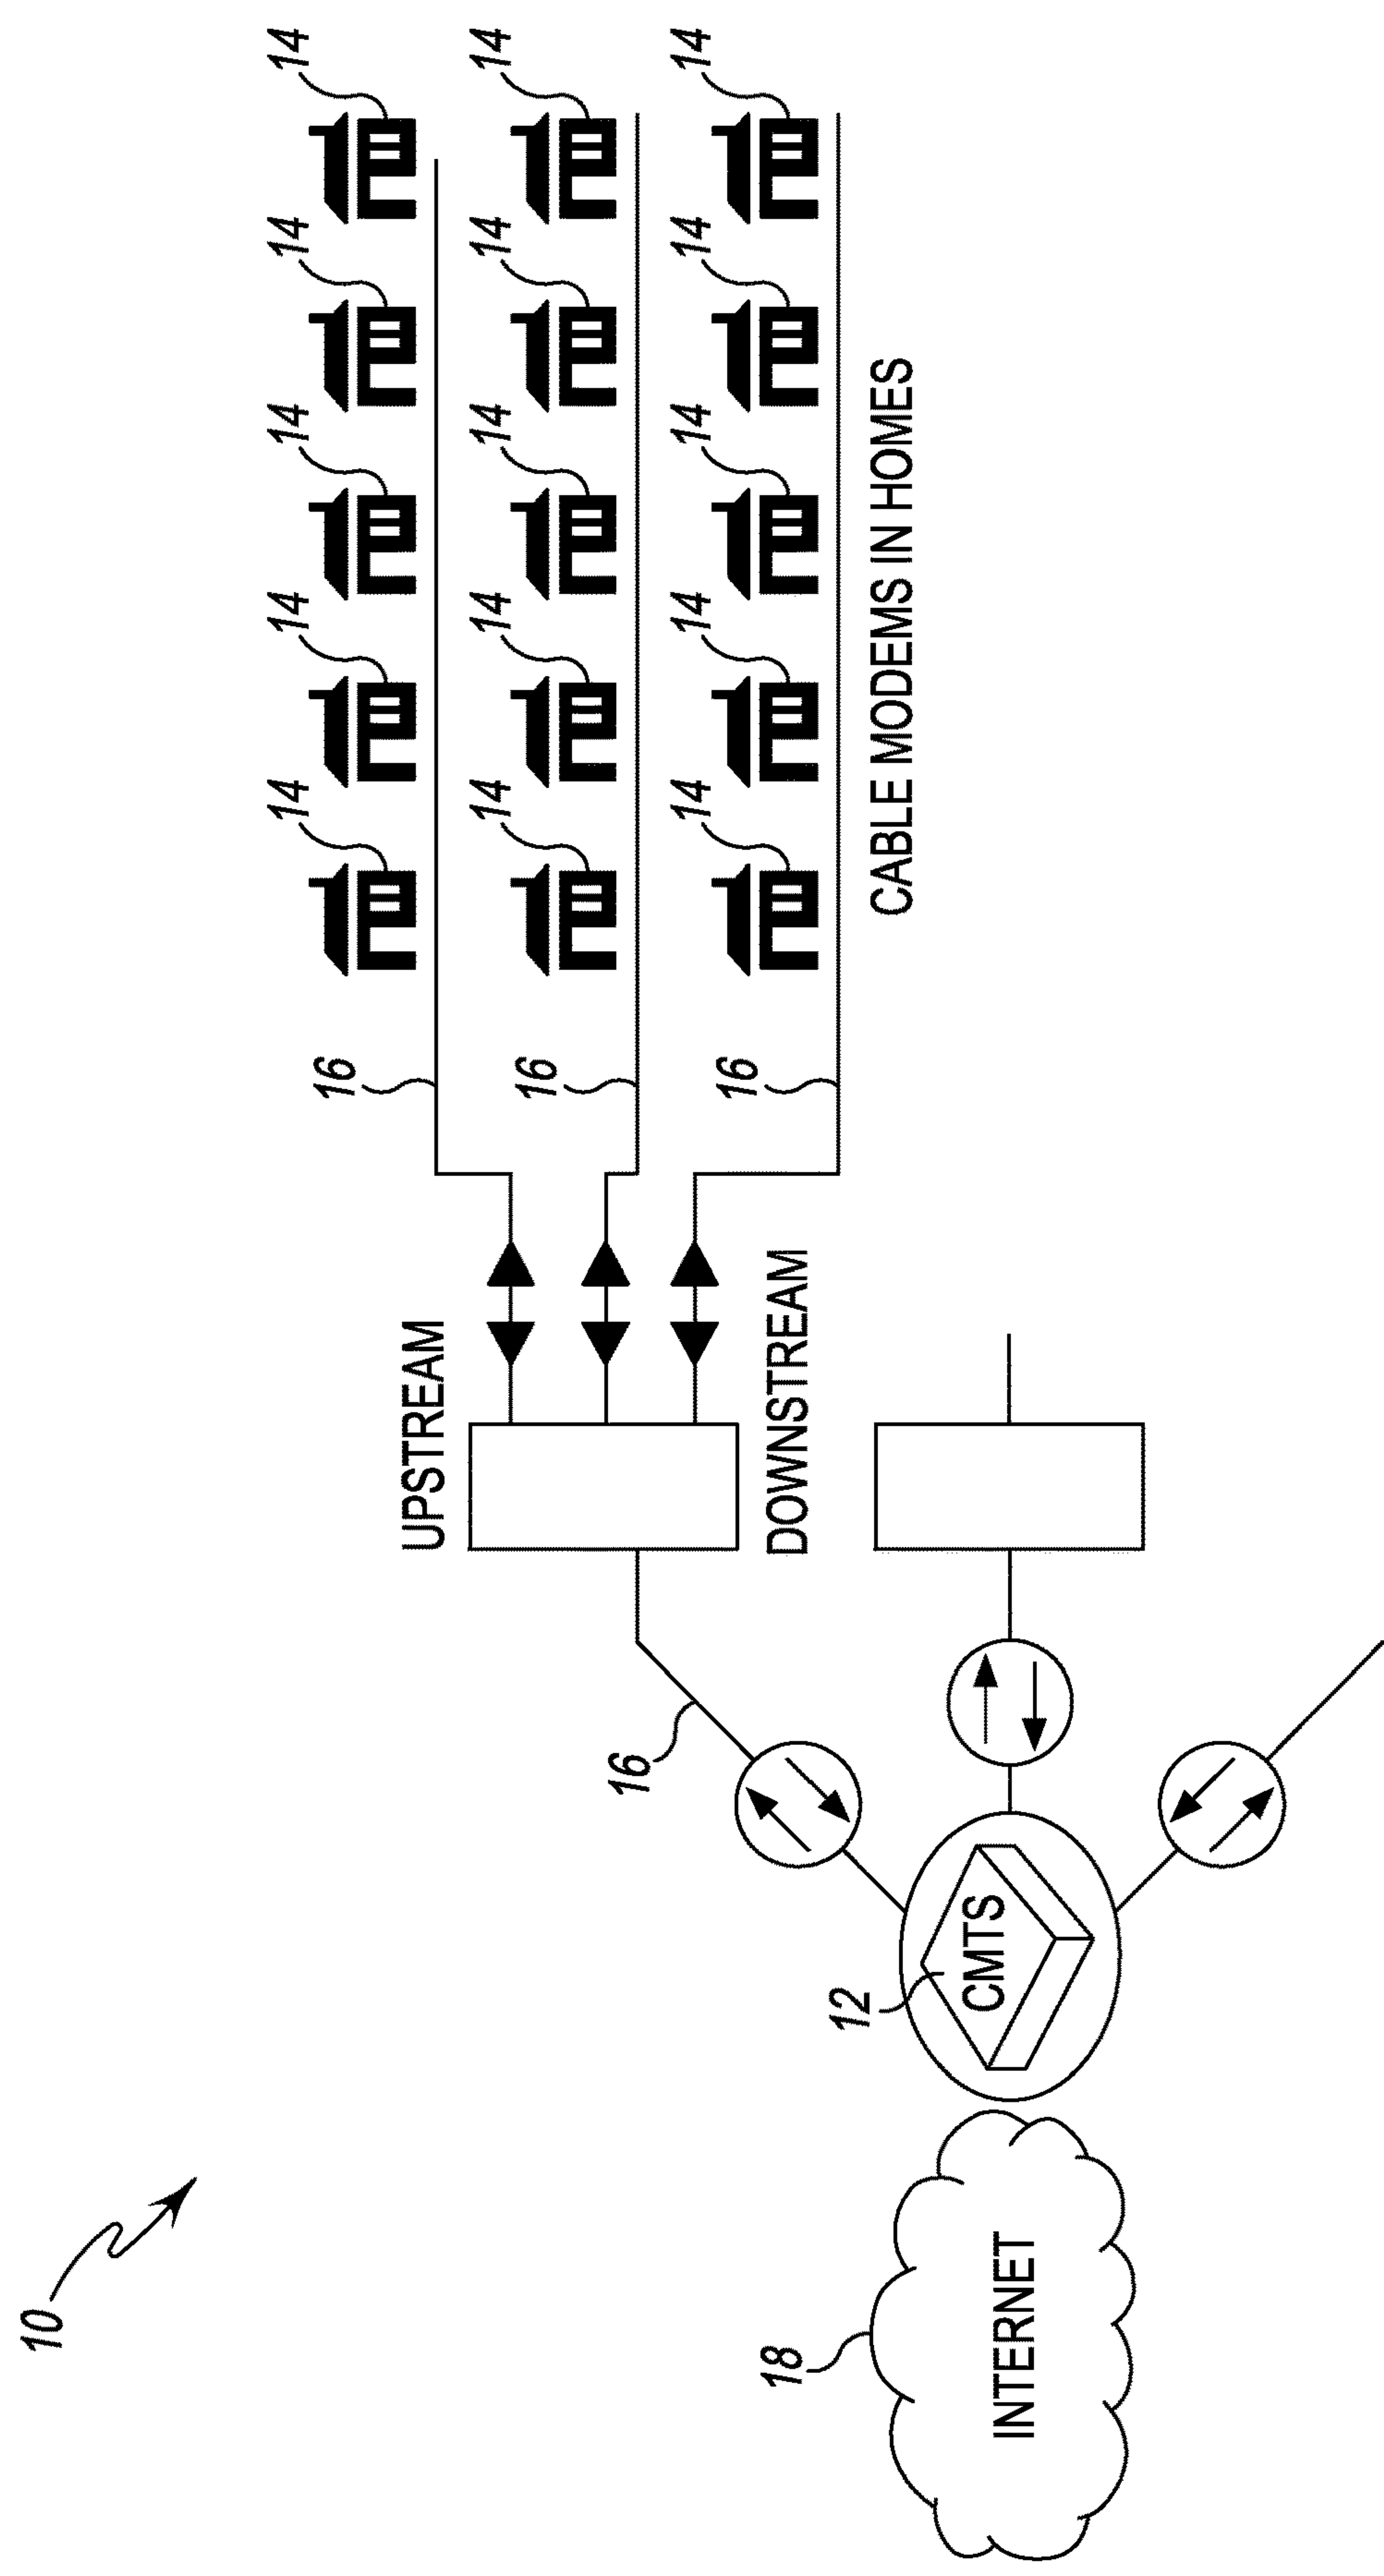 10
14 14 14 14 14
16
UPSTREAM
14 14 14 14 14
16
16
14 14 14 14 14
16
DOWNSTREAM
18
12
CABLE MODEMS IN HOMES
CMTS
INTERNET